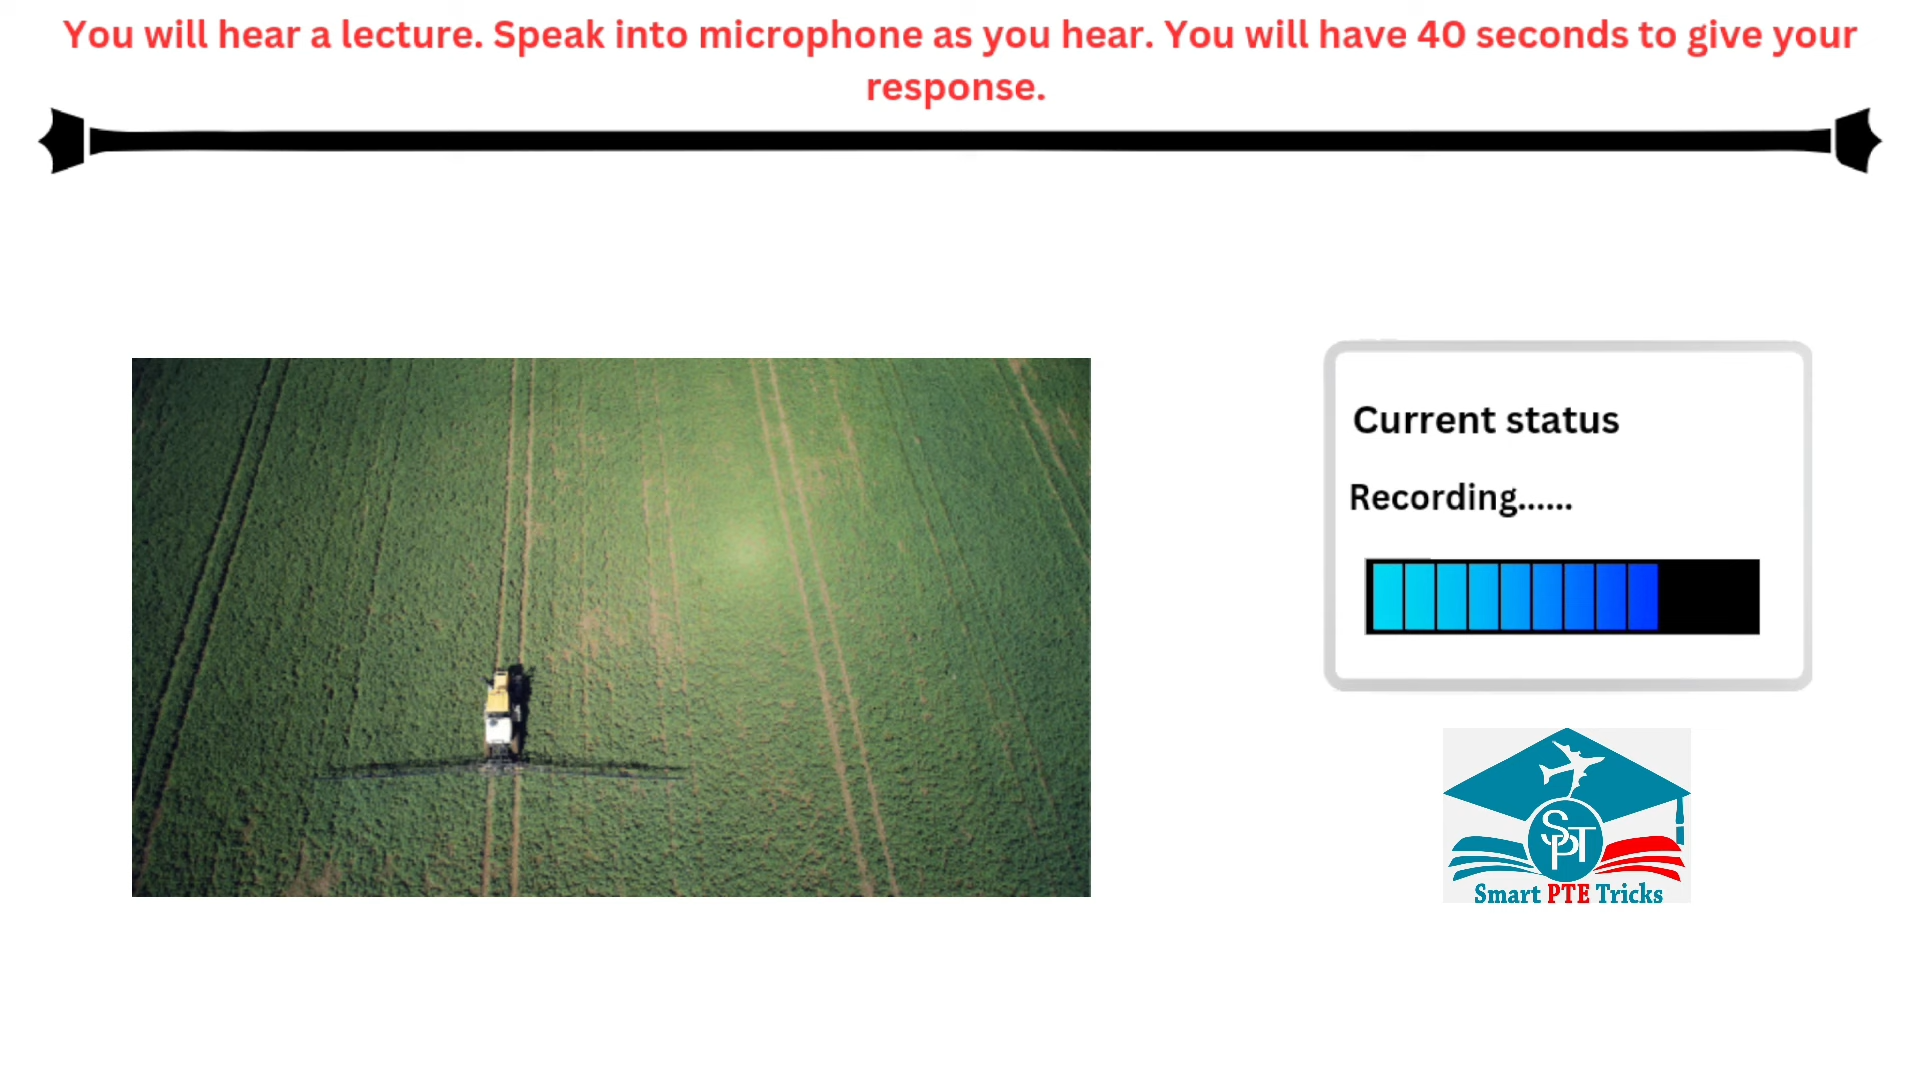 You will hear a lecture. Speak into microphone as you hear. You will have 40 seconds to give your
response.
Current status
Recording......
SPT
Smart PTE Tricks